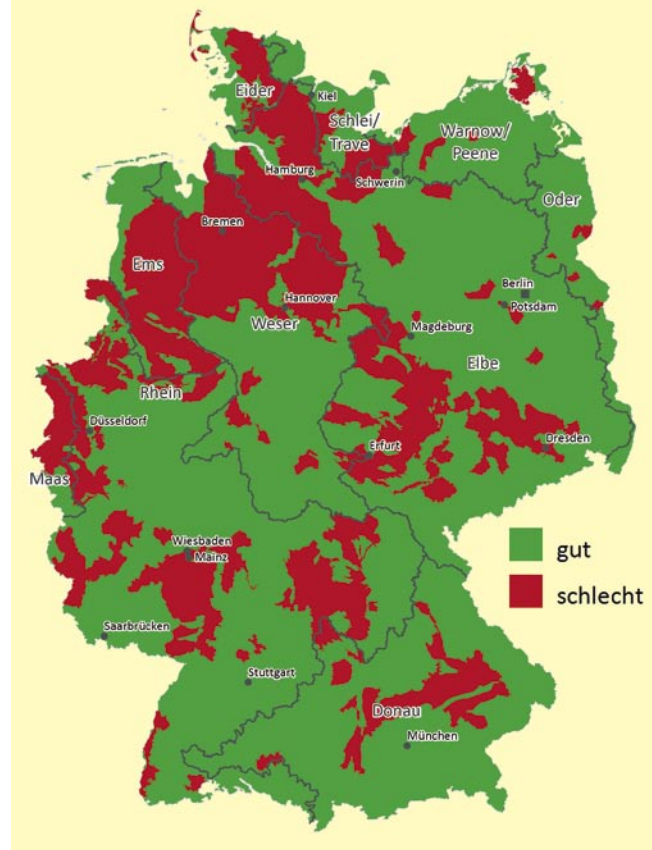 Eider
Kiel
Schlei/
Trave
Warnow/
Peene
Hamburg
Schwerin
Oder
Bremen
Ems
Berlin
Potsdam
Hannover
Weser
Magdeburg
Elbe
Rhein
Düsseldorf
Dresden
Erfurt
Maas
Wiesbaden
Mainz
gut
schlecht
Saarbrücken
Stuttgart
Donau
München